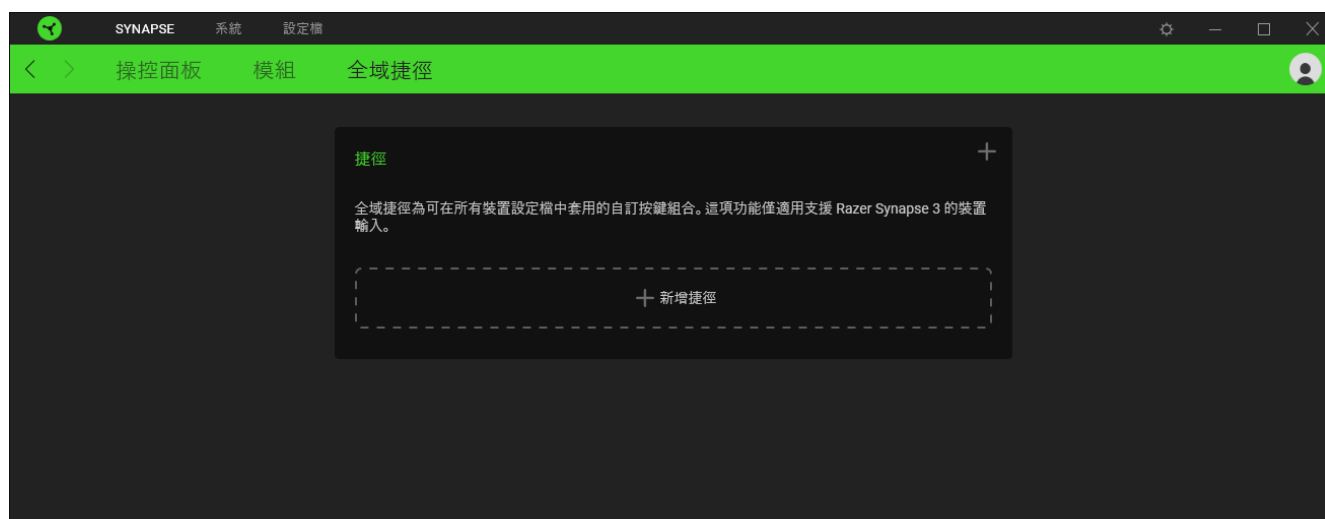 SYNAPSE 系統 設定檔
操控面板 模組 全域捷徑
捷徑
全域捷徑為可在所有裝置設定檔中套用的自訂按鍵組合。這項功能僅適用支援 Razer Synapse 3 的裝置
輸入。
新增捷徑